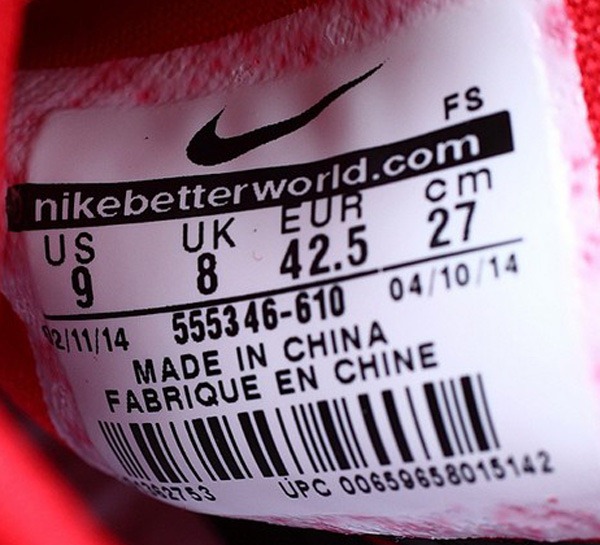 FS
nikebetterworld.com
US UK EUR cm
9 8 42.5 27
02/11/14 555346-610 04/10/14
MADE IN CHINA
FABRIQUE EN CHINE
UPC 00659658015142